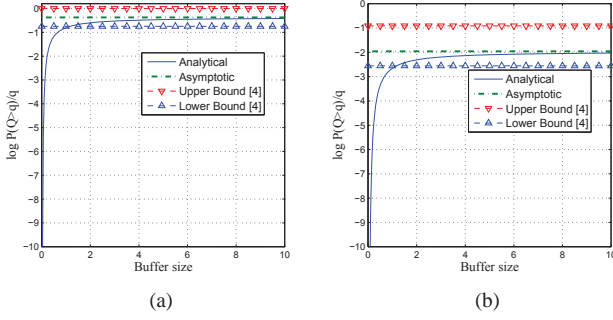 0
−1
−2
−3
−4
−5
−6
−7
−8
−9
−10
0 2 4 6 8 10
log P(Q>q)/q
Buffer size
Analytical
Asymptotic
Upper Bound [4]
Lower Bound [4]
(a)
0
−1
−2
−3
−4
−5
−6
−7
−8
−9
−10
0 2 4 6 8 10
log P(Q>q)/q
Buffer size
Analytical
Asymptotic
Upper Bound [4]
Lower Bound [4]
(b)